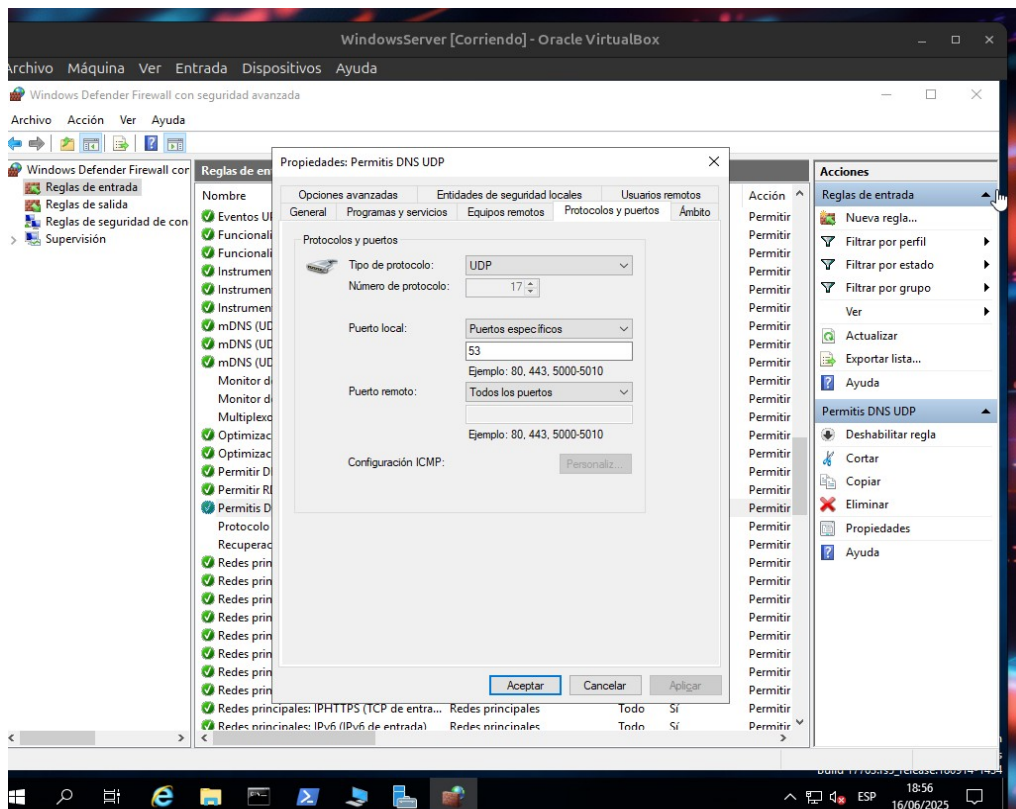 WindowsServer [Corriendo] - Oracle VirtualBox
Archivo Máquina Ver Entrada Dispositivos Ayuda
Windows Defender Firewall con seguridad avanzada
Archivo Acción Ver Ayuda
Windows Defender Firewall cor
Reglas de entrada
Reglas de salida
Reglas de seguridad de con
Supervisión
Reglas de en
Nombre Acción
Eventos UI Permitir
Funcionali Permitir
Funcionali Permitir
Instrumen Permitir
Instrumen Permitir
Instrumen Permitir
mDNS (UD Permitir
mDNS (UD Permitir
mDNS (UD Permitir
Monitor d Permitir
Monitor d Permitir
Multiplexo Permitir
Optimizac Permitir
Optimizac Permitir
Permitir D Permitir
Permitir RI Permitir
Permitis D Permitir
Protocolo Permitir
Recuperac Permitir
Redes prin Permitir
Redes prin Permitir
Redes prin Permitir
Redes prin Permitir
Redes prin Permitir
Redes prin Permitir
Redes prin Permitir
Redes prin Permitir
Redes principales: IPHTTPS (TCP de entra... Redes principales Todo Sí Permitir
Redes principales: IPv6 (IPv6 de entrada) Redes principales Todo Sí Permitir
Propiedades: Permitis DNS UDP
Opciones avanzadas Entidades de seguridad locales Usuarios remotos
General Programas y servicios Equipos remotos Protocolos y puertos Ámbito
Protocolos y puertos
Tipo de protocolo: UDP
Número de protocolo: 17
Puerto local: Puertos específicos
53
Ejemplo: 80, 443, 5000-5010
Puerto remoto: Todos los puertos
Ejemplo: 80, 443, 5000-5010
Configuración ICMP: Personaliz...
Aceptar Cancelar Aplicar
Acciones
Reglas de entrada
Nueva regla...
Filtrar por perfil
Filtrar por estado
Filtrar por grupo
Ver
Actualizar
Exportar lista...
Ayuda
Permitis DNS UDP
Deshabilitar regla
Cortar
Copiar
Eliminar
Propiedades
Ayuda
ESP
18:56
16/06/2025